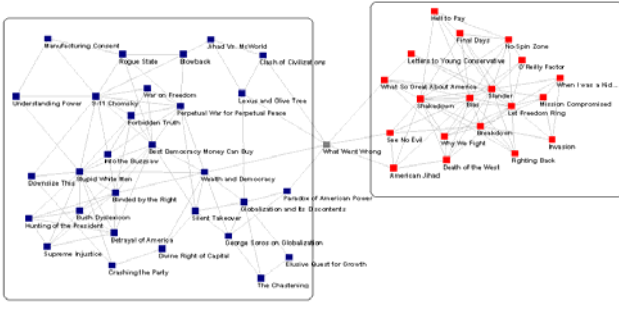 Manufacturing Consent
Jihad Vs. McWorld
Rogue State
Blowback
Clash of Civilizations
Understanding Power
9-11 Chomsky
War on Freedom
Lexus and Olive Tree
Perpetual War for Perpetual Peace
Forbidden Truth
Best Democracy Money Can Buy
Into the Buzzsaw
Downsize This
Stupid White Men
Wealth and Democracy
Blinded by the Right
Paradox of American Power
Globalization and Its Discontents
Bush Dyslexicon
Silent Takeover
Hunting of the President
Betrayal of America
George Soros on Globalization
Supreme Injustice
Divine Right of Capital
Elusive Quest for Growth
Crashing the Party
The Chastening
What Went Wrong
Hell to Pay
Final Days
No-Spin Zone
Letters to Young Conservative
O'Reilly Factor
What So Great About America
When I was a Kid...
Slander
Shakedown
Bias
Mission Compromised
Let Freedom Ring
Breakdown
See No Evil
Why We Fight
Invasion
Fighting Back
American Jihad
Death of the West